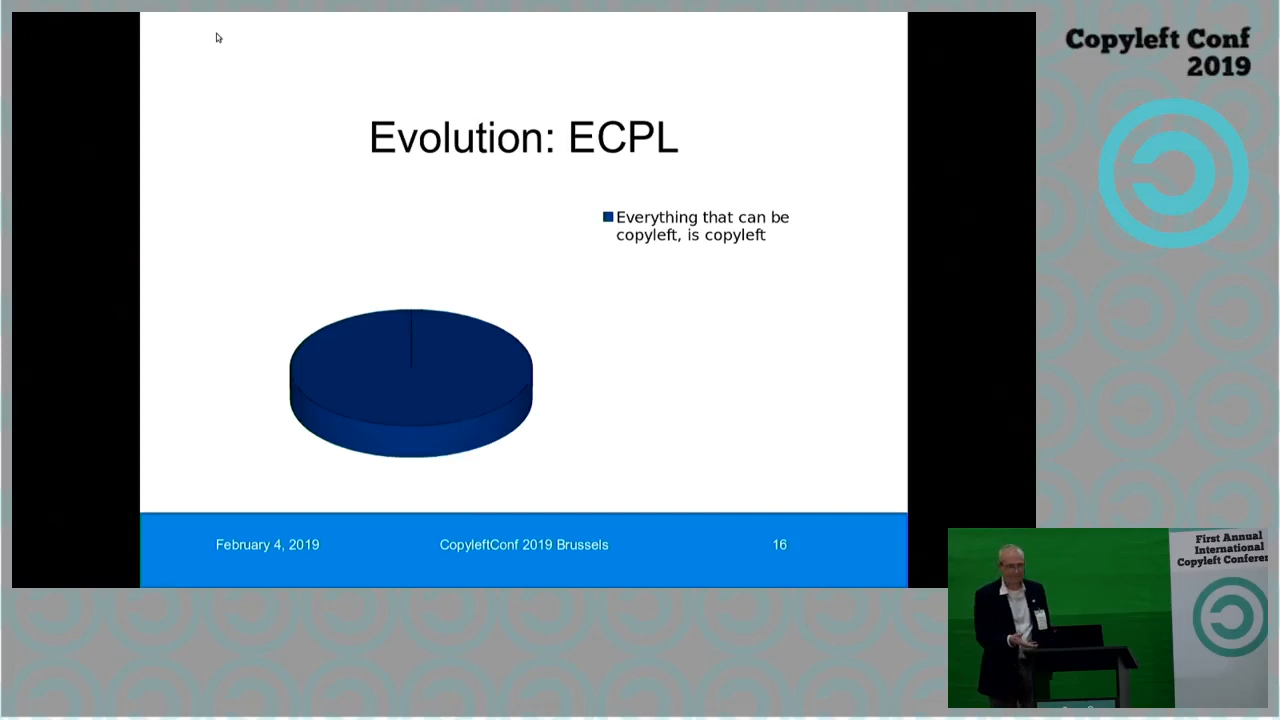 Copyleft Conf
2019
Evolution: ECPL
Everything that can be
copyleft, is copyleft
February 4, 2019
CopyleftConf 2019 Brussels
16
First Annual
International
Copyleft